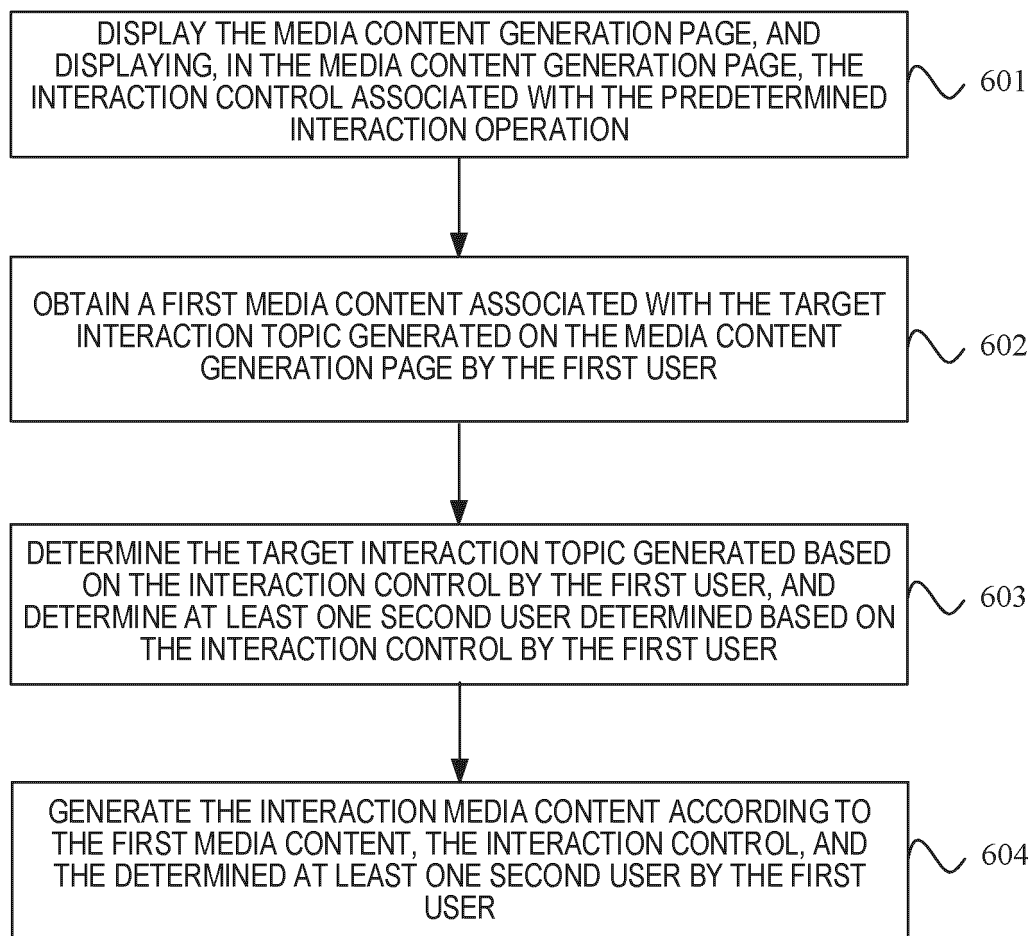 DISPLAY THE MEDIA CONTENT GENERATION PAGE, AND
DISPLAYING, IN THE MEDIA CONTENT GENERATION PAGE, THE
INTERACTION CONTROL ASSOCIATED WITH THE PREDETERMINED
INTERACTION OPERATION
601
OBTAIN A FIRST MEDIA CONTENT ASSOCIATED WITH THE TARGET
INTERACTION TOPIC GENERATED ON THE MEDIA CONTENT
GENERATION PAGE BY THE FIRST USER
602
DETERMINE THE TARGET INTERACTION TOPIC GENERATED BASED
ON THE INTERACTION CONTROL BY THE FIRST USER, AND
DETERMINE AT LEAST ONE SECOND USER DETERMINED BASED ON
THE INTERACTION CONTROL BY THE FIRST USER
603
GENERATE THE INTERACTION MEDIA CONTENT ACCORDING TO
THE FIRST MEDIA CONTENT, THE INTERACTION CONTROL, AND
THE DETERMINED AT LEAST ONE SECOND USER BY THE FIRST
USER
604